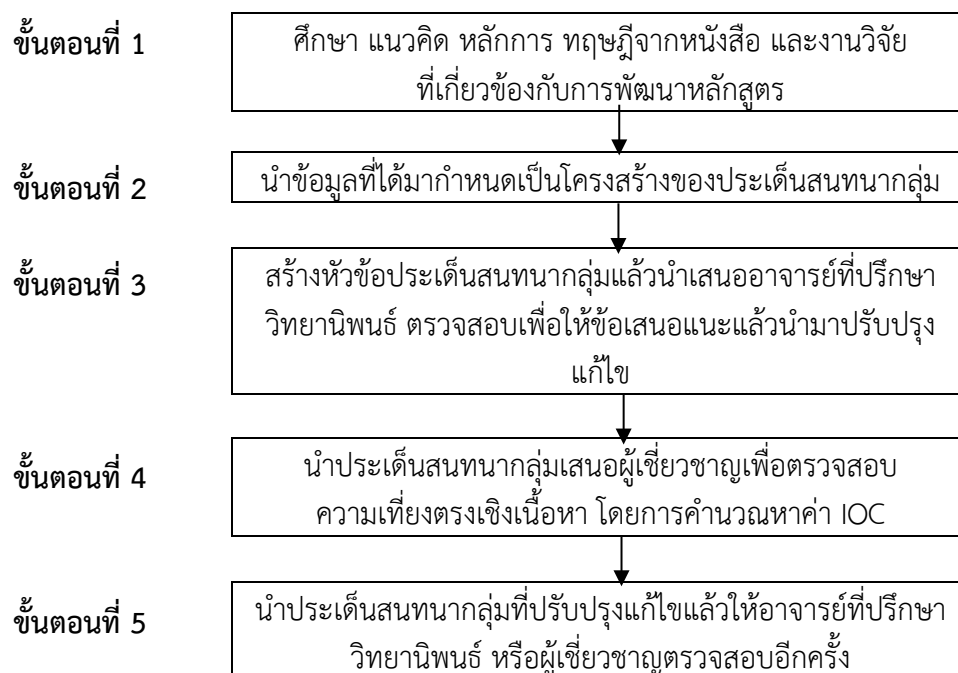 ขั้นตอนที่ 1
ศึกษา แนวคิด หลักการ ทฤษฎีจากหนังสือ และงานวิจัย
ที่เกี่ยวข้องกับการพัฒนาหลักสูตร
ขั้นตอนที่ 2
นำข้อมูลที่ได้มากำหนดเป็นโครงสร้างของประเด็นสนทนากลุ่ม
ขั้นตอนที่ 3
สร้างหัวข้อประเด็นสนทนากลุ่มแล้วนำเสนออาจารย์ที่ปรึกษา
วิทยานิพนธ์ ตรวจสอบเพื่อให้ข้อเสนอแนะแล้วนำมาปรับปรุง
แก้ไข
ขั้นตอนที่ 4
นำประเด็นสนทนากลุ่มเสนอผู้เชี่ยวชาญเพื่อตรวจสอบ
ความเที่ยงตรงเชิงเนื้อหา โดยการคำนวณหาค่า IOC
ขั้นตอนที่ 5
นำประเด็นสนทนากลุ่มที่ปรับปรุงแก้ไขแล้วให้อาจารย์ที่ปรึกษา
วิทยานิพนธ์ หรือผู้เชี่ยวชาญตรวจสอบอีกครั้ง